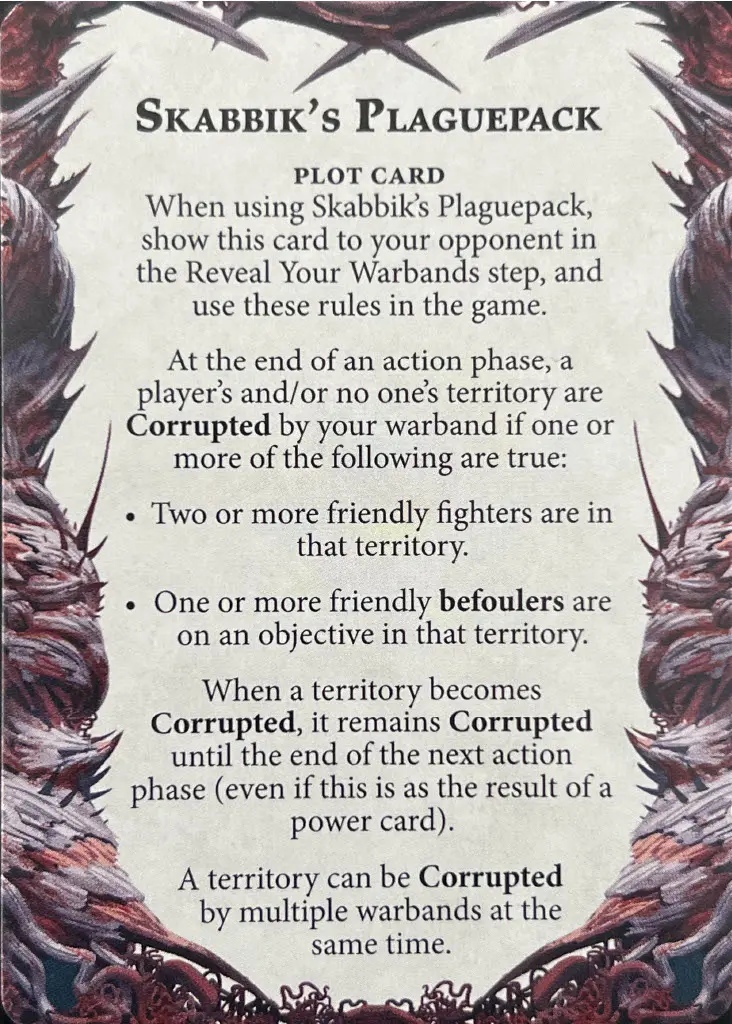 SKABBIK'S PLAGUEPACK
PLOT CARD
When using Skabbik's Plaguepack,
show this card to your opponent in
the Reveal Your Warbands step, and
use these rules in the game.
At the end of an action phase, a
player's and/or no one's territory are
Corrupted by your warband if one or
more of the following are true:
• Two or more friendly fighters are in
that territory.
• One or more friendly befoulers are
on an objective in that territory.
When a territory becomes
Corrupted, it remains Corrupted
until the end of the next action
phase (even if this is as the result of a
power card).
A territory can be Corrupted
by multiple warbands at the
same time.